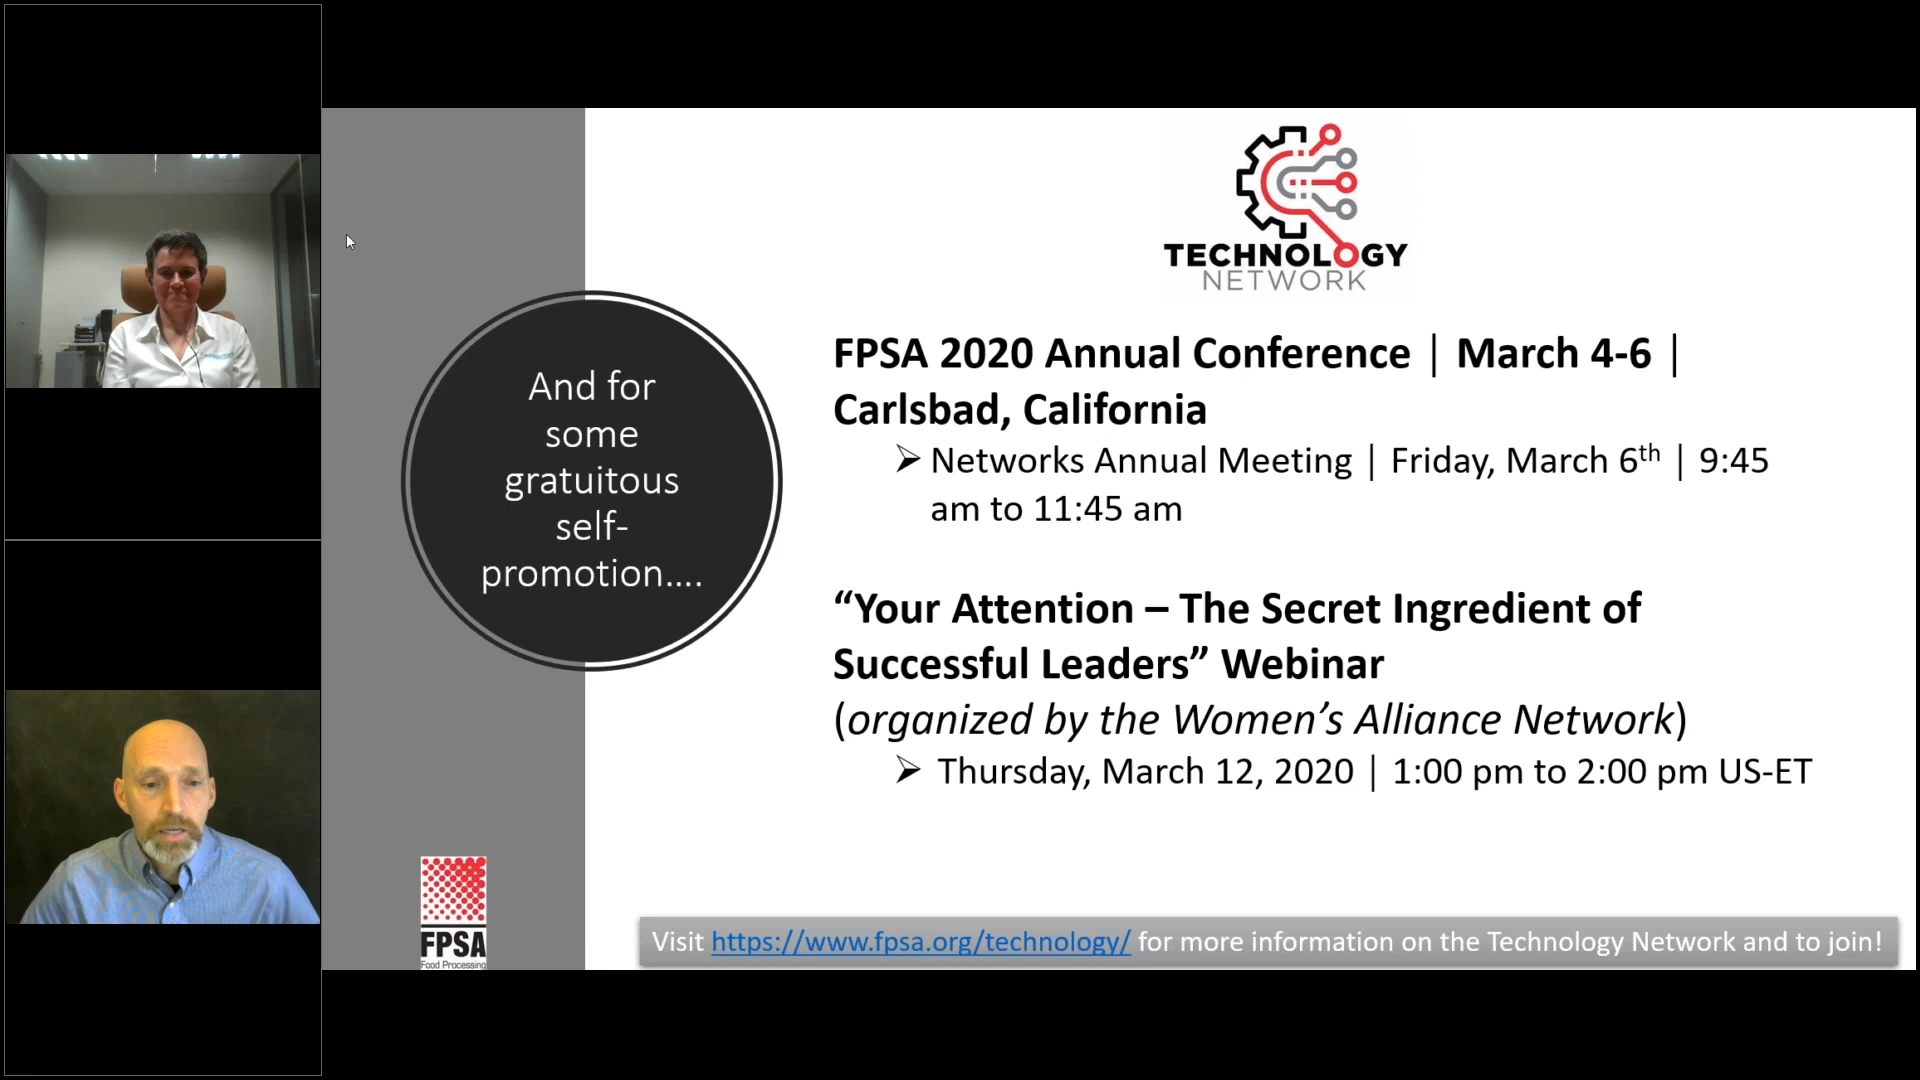 TECHNOLOGY
NETWORK
And for
some
gratuitous
self-
promotion....
FPSA 2020 Annual Conference | March 4-6 |
Carlsbad, California
➢ Networks Annual Meeting | Friday, March 6th | 9:45
am to 11:45 am
“Your Attention – The Secret Ingredient of
Successful Leaders” Webinar
(organized by the Women’s Alliance Network)
➢ Thursday, March 12, 2020 | 1:00 pm to 2:00 pm US-ET
FPSA
Food Processing
Visit https://www.fpsa.org/technology/ for more information on the Technology Network and to join!